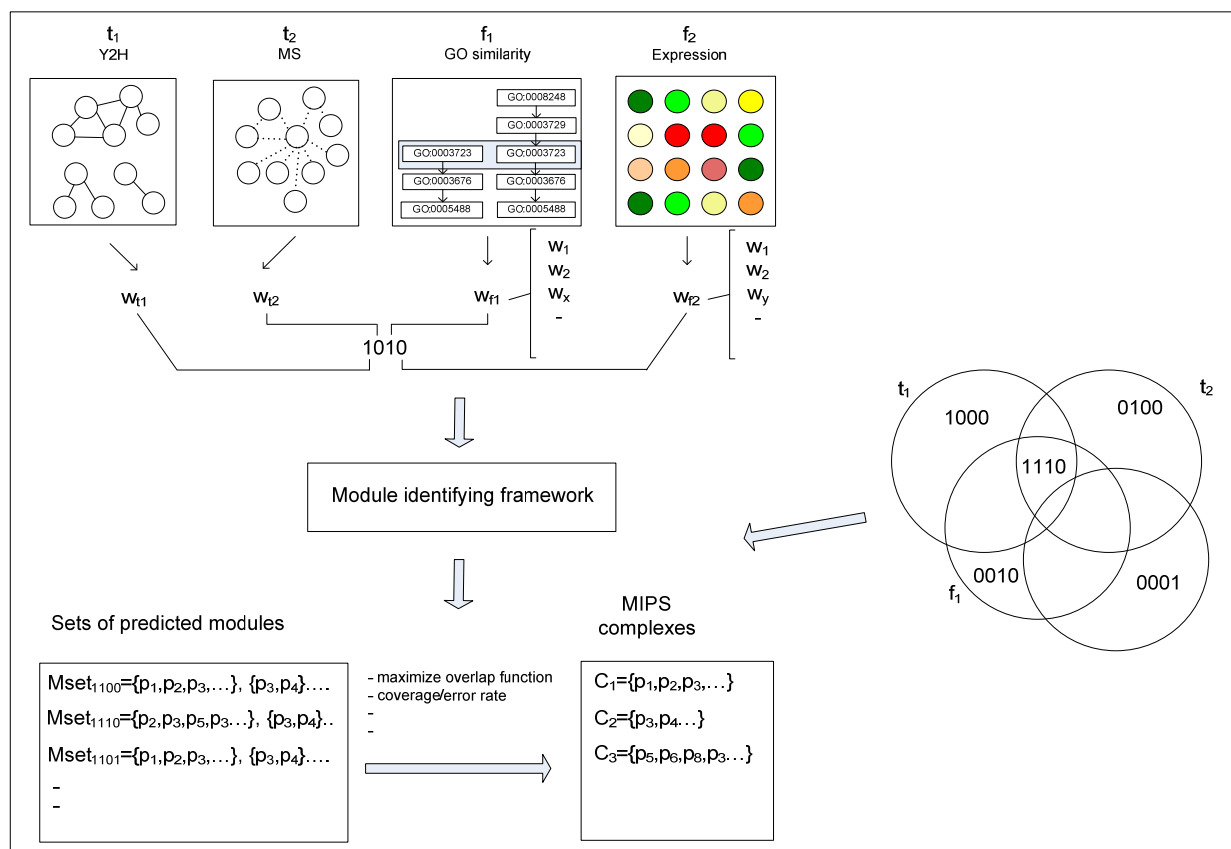 t1
Y2H
t2
MS
f1
GO similarity
f2
Expression
GO:0008248
GO:0003729
GO:0003723
GO:0003723
GO:0003676
GO:0003676
GO:0005488
GO:0005488
wt1
wt2
wf1
w1
w2
wx
-
wf2
w1
w2
wy
-
1010
Module identifying framework
t1
t2
1000
0100
1110
0010
f1
0001
Sets of predicted modules
Mset1100={p1,p2,p3,...}, {p3,p4}....
Mset1110={p2,p3,p5,p3...}, {p3,p4}..
Mset1101={p1,p2,p3,...}, {p3,p4}....
-
-
- maximize overlap function
- coverage/error rate
-
-
MIPS
complexes
C1={p1,p2,p3,...}
C2={p3,p4...}
C3={p5,p6,p8,p3...}